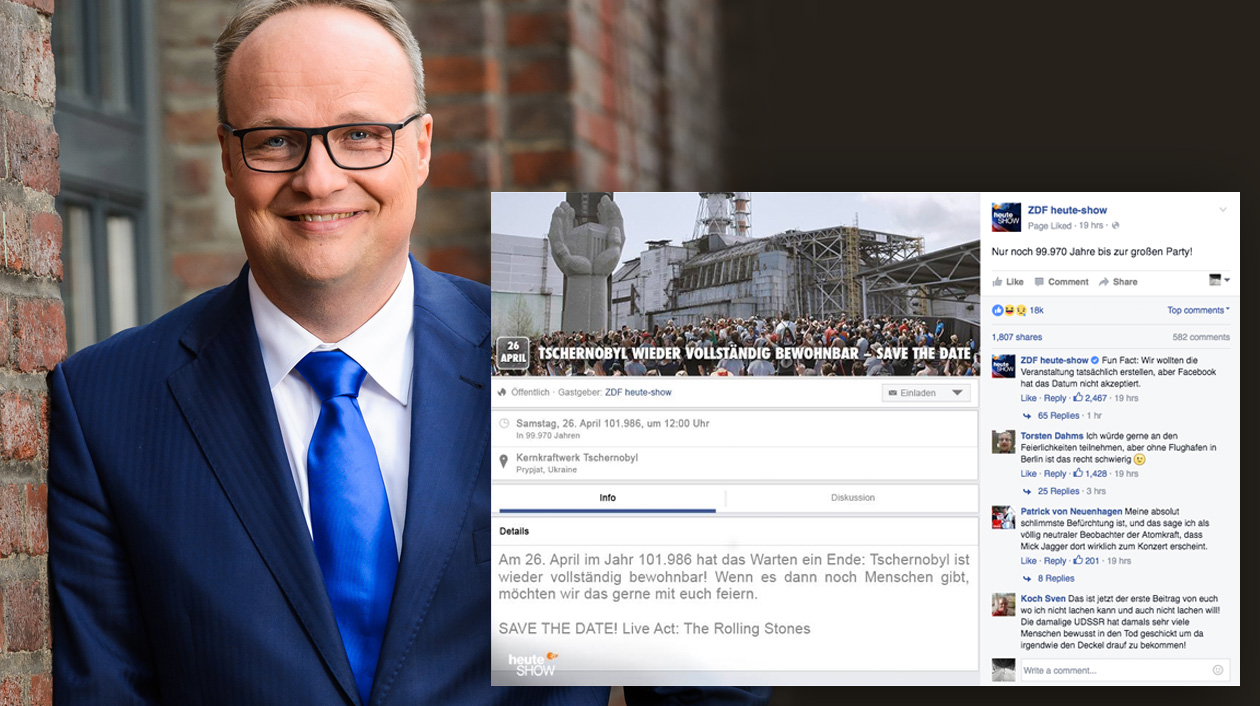 26
APRIL
TSCHERNOBYL WIEDER VOLLSTÄNDIG BEWOHNBAR – SAVE THE DATE
Öffentlich · Gastgeber: ZDF heute-show
Einladen
Samstag, 26. April 101.986, um 12:00 Uhr
In 99.970 Jahren
Kernkraftwerk Tschernobyl
Prypjat, Ukraine
Info
Diskussion
Details
Am 26. April im Jahr 101.986 hat das Warten ein Ende: Tschernobyl ist
wieder vollständig bewohnbar! Wenn es dann noch Menschen gibt,
möchten wir das gerne mit euch feiern.
SAVE THE DATE! Live Act: The Rolling Stones
heute
SHOW
heute
SHOW
ZDF heute-show
Page Liked · 19 hrs ·
Nur noch 99.970 Jahre bis zur großen Party!
Like Comment Share
18k
Top comments
1,807 shares
582 comments
heute
SHOW
ZDF heute-show Fun Fact: Wir wollten die
Veranstaltung tatsächlich erstellen, aber Facebook
hat das Datum nicht akzeptiert.
Like · Reply · 2,467 · 19 hrs
65 Replies · 1 hr
Torsten Dahms Ich würde gerne an den
Feierlichkeiten teilnehmen, aber ohne Flughafen in
Berlin ist das recht schwierig 😉
Like · Reply · 1,428 · 19 hrs
25 Replies · 3 hrs
Patrick von Neuenhagen Meine absolut
schlimmste Befürchtung ist, und das sage ich als
völlig neutraler Beobachter der Atomkraft, dass
Mick Jagger dort wirklich zum Konzert erscheint.
Like · Reply · 201 · 19 hrs
8 Replies
Koch Sven Das ist jetzt der erste Beitrag von euch
wo ich nicht lachen kann und auch nicht lachen will!
Die damalige UDSSR hat damals sehr viele
Menschen bewusst in den Tod geschickt um da
irgendwie den Deckel drauf zu bekommen!
Write a comment...